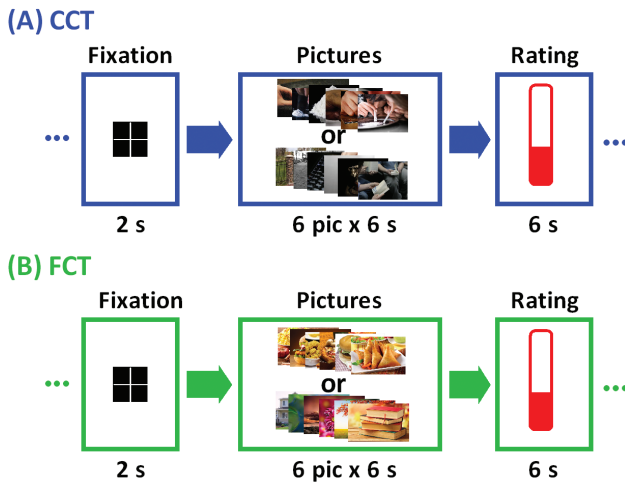 (A) CCT
Fixation Pictures Rating
... or ...
2 s 6 pic x 6 s 6 s
(B) FCT
Fixation Pictures Rating
... or ...
2 s 6 pic x 6 s 6 s